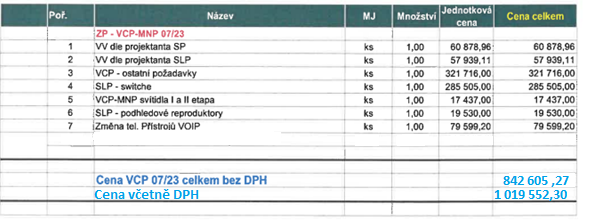 Poř. Název MJ Množství Jednotková cena Cena celkem
ZP - VCP-MNP 07/23
1 VV dle projektanta SP ks 1,00 60 878,96 60 878,96
2 VV dle projektanta SLP ks 1,00 57 939,11 57 939,11
3 VCP - ostatní požadavky ks 1,00 321 716,00 321 716,00
4 SLP - switche ks 1,00 285 505,00 285 505,00
5 VCP-MNP svítidla I a II etapa ks 1,00 17 437,00 17 437,00
6 SLP - podhledové reproduktory ks 1,00 19 530,00 19 530,00
7 Změna tel. Přístrojů VOIP ks 1,00 79 599,20 79 599,20
Cena VCP 07/23 celkem bez DPH 842 605 ,27
Cena včetně DPH 1 019 552,30